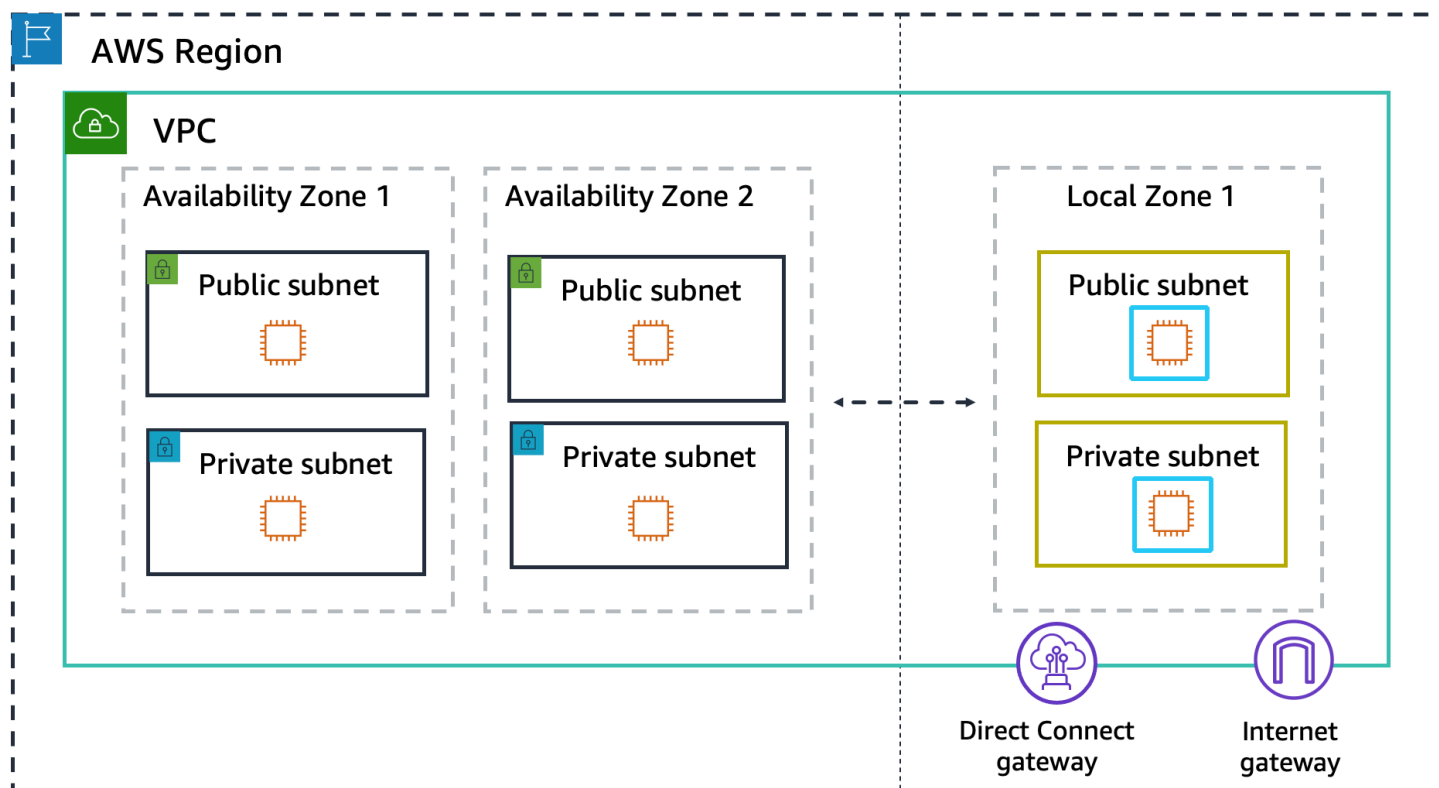 AWS Region
VPC
Availability Zone 1
Public subnet
Private subnet
Availability Zone 2
Public subnet
Private subnet
Local Zone 1
Public subnet
Private subnet
Direct Connect
gateway
Internet
gateway